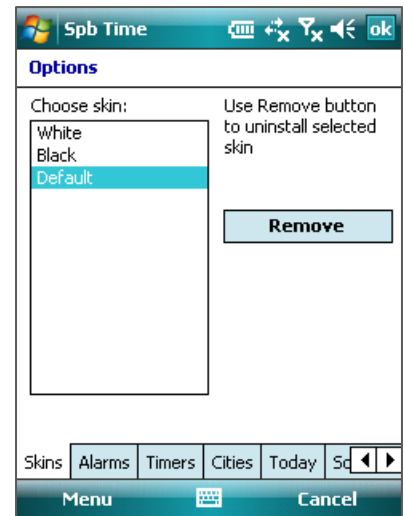 Spb Time
ok
Options
Choose skin:
White
Black
Default
Use Remove button
to uninstall selected
skin
Remove
Skins
Alarms
Timers
Cities
Today
Menu
Cancel